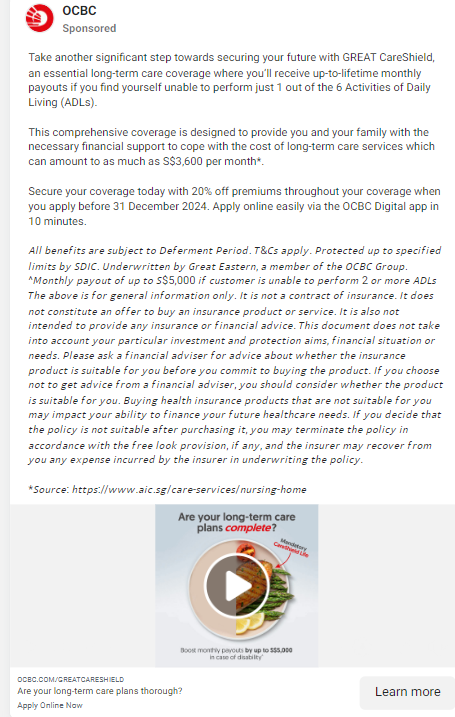 OCBC
Sponsored
Take another significant step towards securing your future with GREAT CareShield,
an essential long-term care coverage where you'll receive up-to-lifetime monthly
payouts if you find yourself unable to perform just 1 out of the 6 Activities of Daily
Living (ADLs).
This comprehensive coverage is designed to provide you and your family with the
necessary financial support to cope with the cost of long-term care services which
can amount to as much as S$3,600 per month*.
Secure your coverage today with 20% off premiums throughout your coverage when
you apply before 31 December 2024. Apply online easily via the OCBC Digital app in
10 minutes.
All benefits are subject to Deferment Period. T&Cs apply. Protected up to specified
limits by SDIC. Underwritten by Great Eastern, a member of the OCBC Group.
^Monthly payout of up to S$5,000 if customer is unable to perform 2 or more ADLs
The above is for general information only. It is not a contract of insurance. It does
not constitute an offer to buy an insurance product or service. It is also not
intended to provide any insurance or financial advice. This document does not take
into account your particular investment and protection aims, financial situation or
needs. Please ask a financial adviser for advice about whether the insurance
product is suitable for you before you commit to buying the product. If you choose
not to get advice from a financial adviser, you should consider whether the product
is suitable for you. Buying health insurance products that are not suitable for you
may impact your ability to finance your future healthcare needs. If you decide that
the policy is not suitable after purchasing it, you may terminate the policy in
accordance with the free look provision, if any, and the insurer may recover from
you any expense incurred by the insurer in underwriting the policy.
*Source: https://www.aic.sg/care-services/nursing-home
Are your long-term care
plans complete?
Mandatory
CareShield Life
Boost monthly payouts by up to S$5,000
in case of disability^
OCBC.COM/GREATCARESHIELD
Are your long-term care plans thorough?
Apply Online Now
Learn more